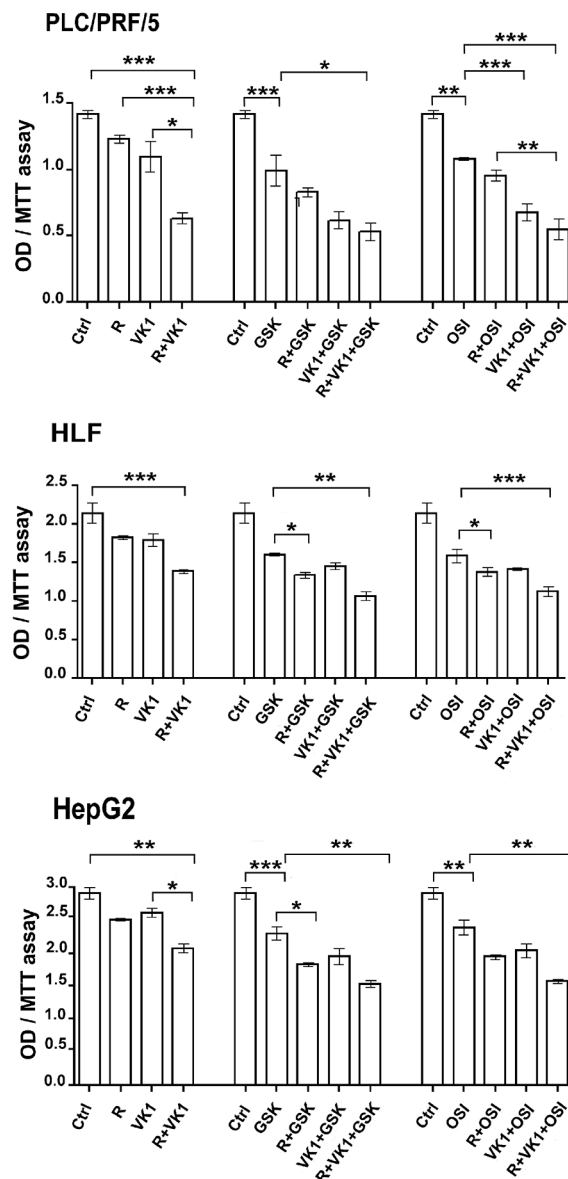 PLC/PRF/5
*** * ***
*** *** ***
* ** **
OD / MTT assay
1.5
1.0
0.5
0.0
Ctrl R VK1 R+VK1 Ctrl GSK R+GSK VK1+GSK R+VK1+GSK Ctrl OSI R+OSI VK1+OSI R+VK1+OSI
HLF
*** ** ***
* *
OD / MTT assay
2.5
2.0
1.5
1.0
0.5
0.0
Ctrl R VK1 R+VK1 Ctrl GSK R+GSK VK1+GSK R+VK1+GSK Ctrl OSI R+OSI VK1+OSI R+VK1+OSI
HepG2
** ** **
* *** **
*
OD / MTT assay
3.0
2.0
1.5
1.0
0.5
0.0
Ctrl R VK1 R+VK1 Ctrl GSK R+GSK VK1+GSK R+VK1+GSK Ctrl OSI R+OSI VK1+OSI R+VK1+OSI